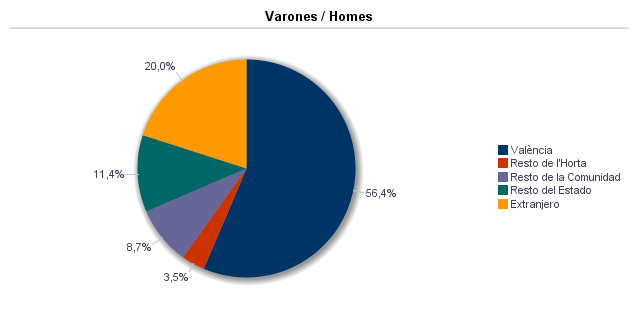 Varones / Homes
20,0%
11,4%
8,7%
3,5%
56,4%
València
Resto de l'Horta
Resto de la Comunidad
Resto del Estado
Extranjero